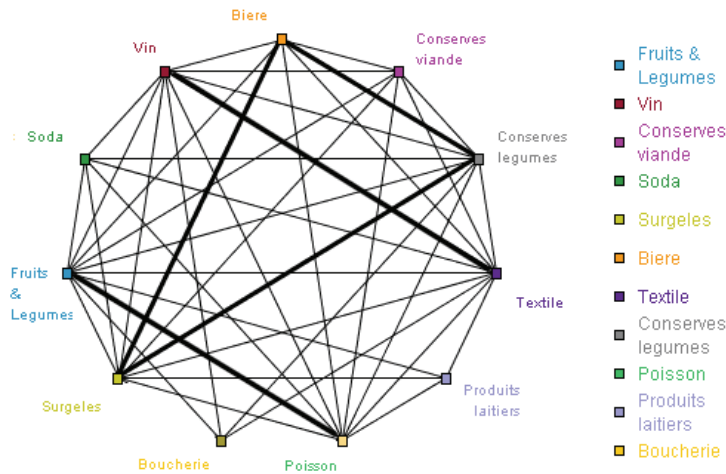 Biere
Conserves
viande
Vin
Soda
Conserves
legumes
Fruits
&
Legumes
Textile
Surgeles
Produits
laitiers
Boucherie
Poisson
Fruits &
Legumes
Vin
Conserves
viande
Soda
Surgeles
Biere
Textile
Conserves
legumes
Poisson
Produits
laitiers
Boucherie